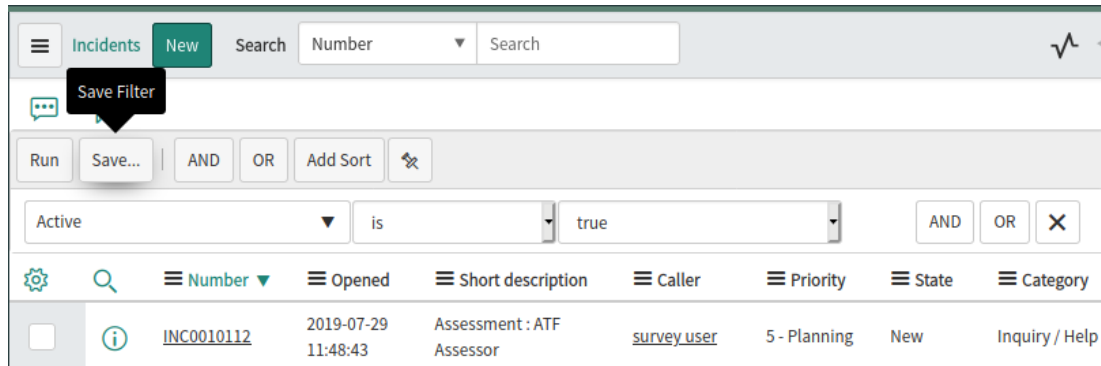 Incidents New Search Number Search
Save Filter
Run Save... AND OR Add Sort
Active is true AND OR
Number Opened Short description Caller Priority State Category
INC0010112 2019-07-29 11:48:43 Assessment : ATF Assessor survey user 5 - Planning New Inquiry / Help